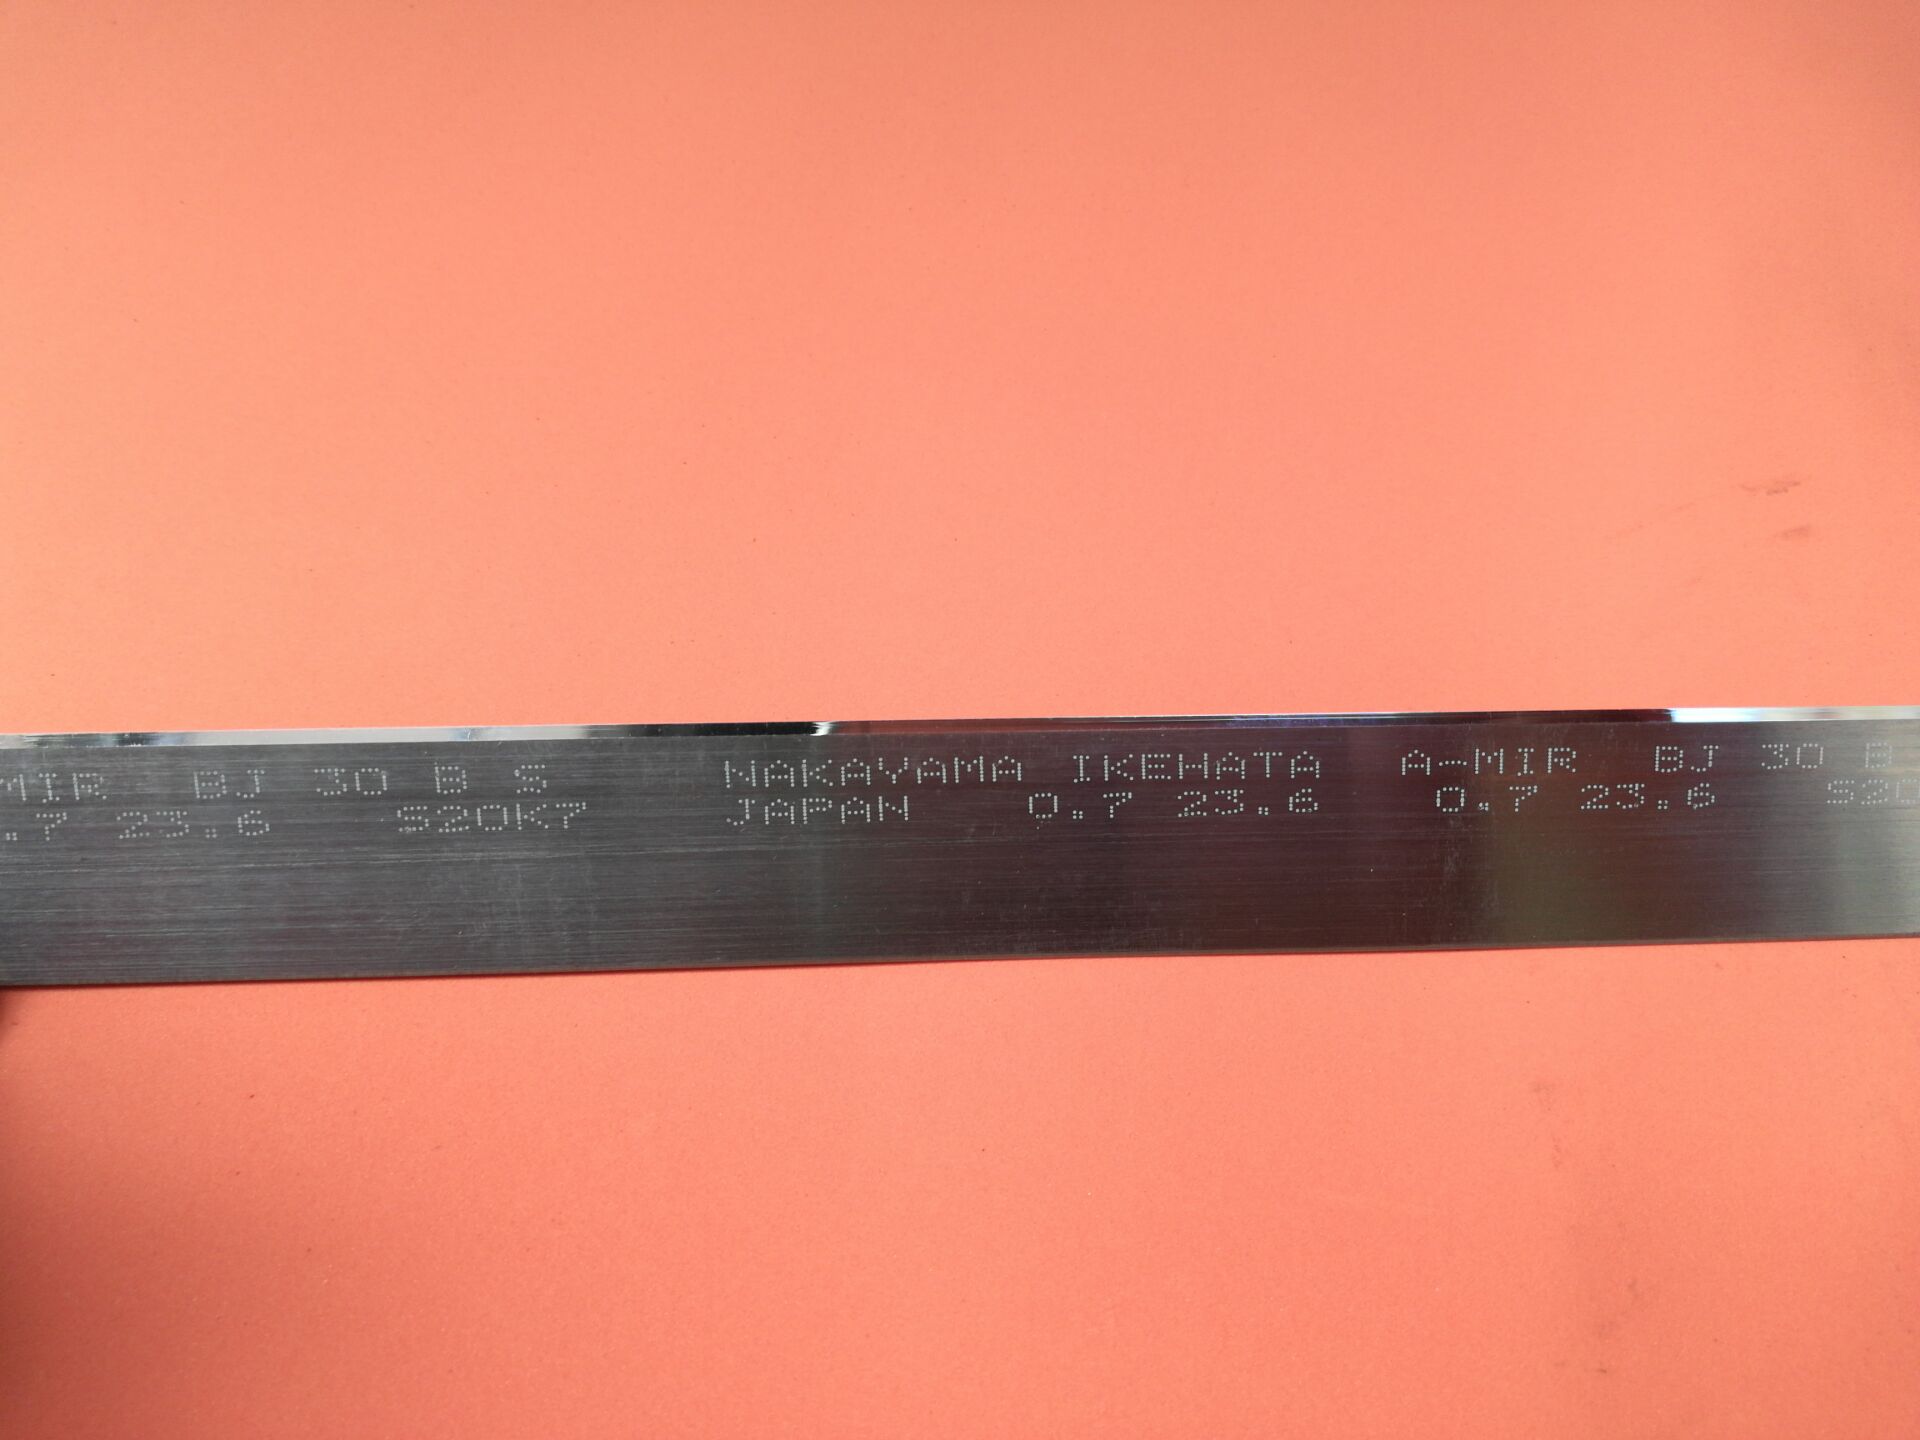 MIR BJ 30 B S NAKAYAMA IKEHATA A-MIR BJ 30 B
.7 23.6 S20K7 JAPAN 0.7 23.6 0.7 23.6 S20